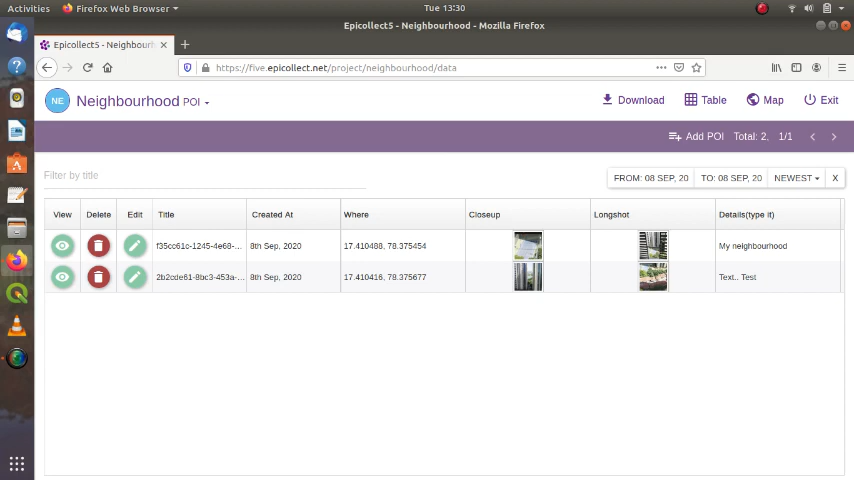 Activities Firefox Web Browser Tue 13:30
Epicollect5 - Neighbourhood - Mozilla Firefox
Epicollect5 - Neighbourh
https://five.epicollect.net/project/neighbourhood/data
NE Neighbourhood POI Download Table Map Exit
Add POI Total: 2, 1/1
Filter by title FROM: 08 SEP, 20 TO: 08 SEP, 20 NEWEST X
View Delete Edit Title Created At Where Closeup Longshot Details(type it)
f35cc61c-1245-4e68-... 8th Sep, 2020 17.410488, 78.375454 My neighbourhood
2b2cde61-8bc3-453a-... 8th Sep, 2020 17.410416, 78.375677 Text.. Test